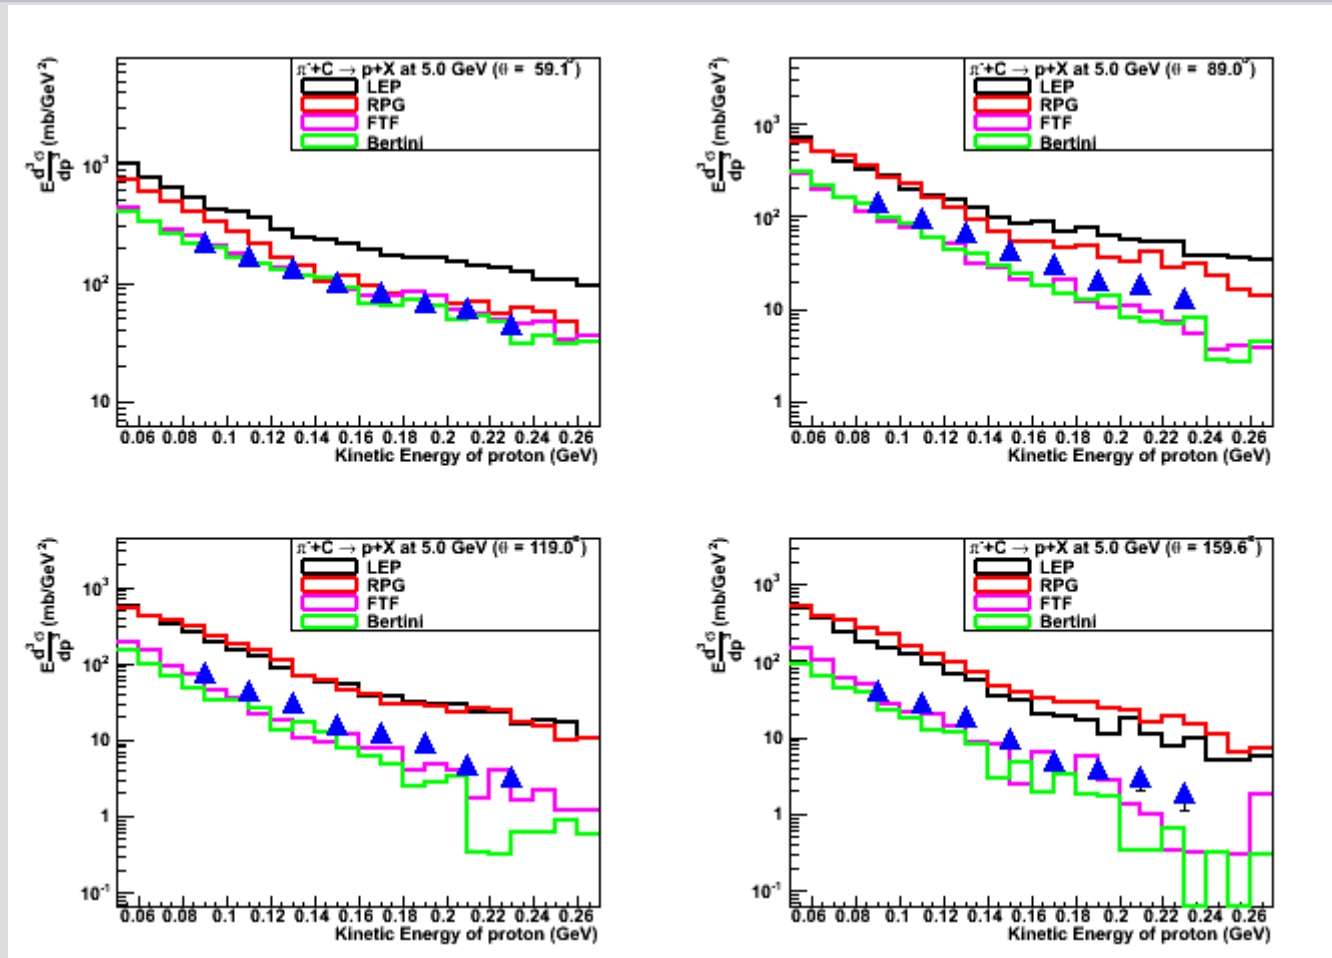 π⁻+C → p+X at 5.0 GeV (θ = 59.1°)
LEP
RPG
FTF
Bertini
E d³σ/dp³ (mb/GeV²)
10³
10²
10
0.06 0.08 0.1 0.12 0.14 0.16 0.18 0.2 0.22 0.24 0.26
Kinetic Energy of proton (GeV)
π⁻+C → p+X at 5.0 GeV (θ = 89.0°)
LEP
RPG
FTF
Bertini
E d³σ/dp³ (mb/GeV²)
10³
10²
10
1
0.06 0.08 0.1 0.12 0.14 0.16 0.18 0.2 0.22 0.24 0.26
Kinetic Energy of proton (GeV)
π⁻+C → p+X at 5.0 GeV (θ = 119.0°)
LEP
RPG
FTF
Bertini
E d³σ/dp³ (mb/GeV²)
10³
10²
10
1
10⁻¹
0.06 0.08 0.1 0.12 0.14 0.16 0.18 0.2 0.22 0.24 0.26
Kinetic Energy of proton (GeV)
π⁻+C → p+X at 5.0 GeV (θ = 159.6°)
LEP
RPG
FTF
Bertini
E d³σ/dp³ (mb/GeV²)
10³
10²
10
1
10⁻¹
0.06 0.08 0.1 0.12 0.14 0.16 0.18 0.2 0.22 0.24 0.26
Kinetic Energy of proton (GeV)